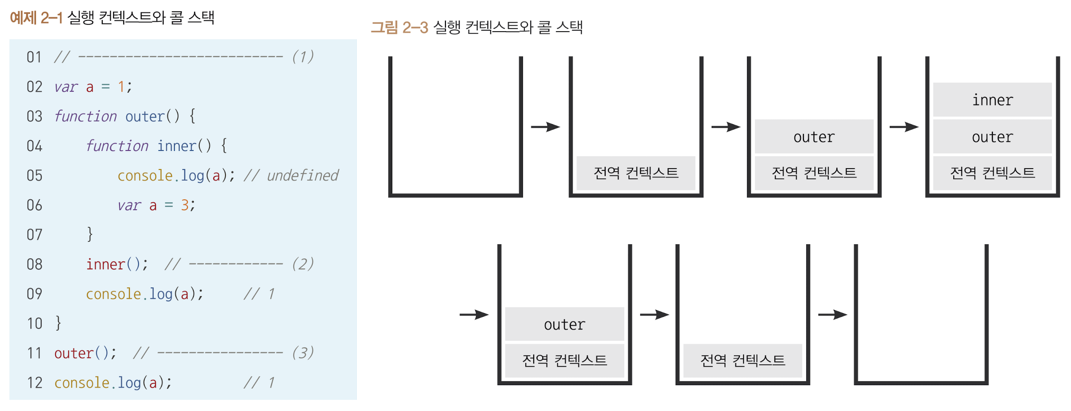 예제 2-1 실행 컨텍스트와 콜 스택
01 // -------------------------- (1)
02 var a = 1;
03 function outer() {
04     function inner() {
05         console.log(a); // undefined
06         var a = 3;
07     }
08     inner();  // ------------ (2)
09     console.log(a);     // 1
10 }
11 outer();  // ---------------- (3)
12 console.log(a);         // 1
그림 2-3 실행 컨텍스트와 콜 스택
전역 컨텍스트
outer
전역 컨텍스트
inner
outer
전역 컨텍스트
outer
전역 컨텍스트
전역 컨텍스트